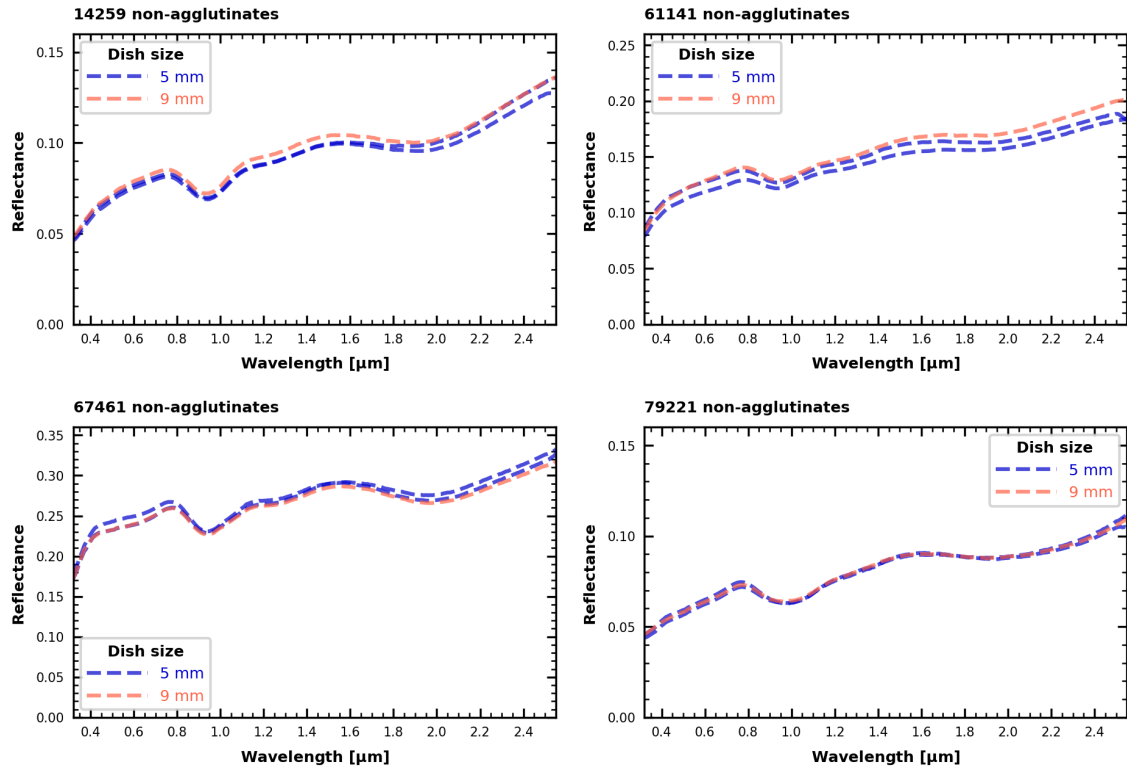 14259 non-agglutinates
Dish size
5 mm
9 mm
0.15
0.10
0.05
0.00
Reflectance
0.4 0.6 0.8 1.0 1.2 1.4 1.6 1.8 2.0 2.2 2.4
Wavelength [μm]
61141 non-agglutinates
Dish size
5 mm
9 mm
0.25
0.20
0.15
0.10
0.05
0.00
Reflectance
0.4 0.6 0.8 1.0 1.2 1.4 1.6 1.8 2.0 2.2 2.4
Wavelength [μm]
67461 non-agglutinates
0.35
0.30
0.25
0.20
0.15
0.10
0.05
0.00
Reflectance
Dish size
5 mm
9 mm
0.4 0.6 0.8 1.0 1.2 1.4 1.6 1.8 2.0 2.2 2.4
Wavelength [μm]
79221 non-agglutinates
Dish size
5 mm
9 mm
0.15
0.10
0.05
0.00
Reflectance
0.4 0.6 0.8 1.0 1.2 1.4 1.6 1.8 2.0 2.2 2.4
Wavelength [μm]